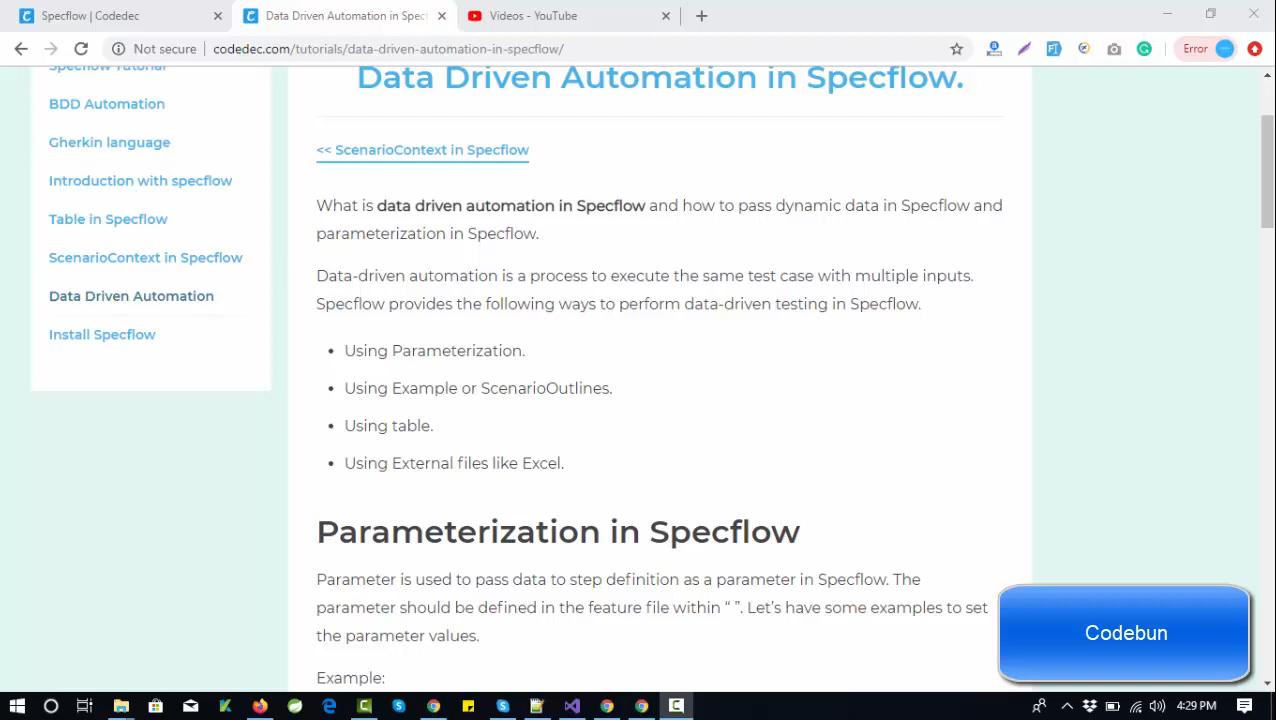 Specflow | Codedec
Data Driven Automation in Spec
Videos - YouTube
Not secure
codedec.com/tutorials/data-driven-automation-in-specflow/
Error
Specflow Tutorial
BDD Automation
Gherkin language
Introduction with specflow
Table in Specflow
ScenarioContext in Specflow
Data Driven Automation
Install Specflow
Data Driven Automation in Specflow.
<< ScenarioContext in Specflow
What is data driven automation in Specflow and how to pass dynamic data in Specflow and
parameterization in Specflow.
Data-driven automation is a process to execute the same test case with multiple inputs.
Specflow provides the following ways to perform data-driven testing in Specflow.
• Using Parameterization.
• Using Example or ScenarioOutlines.
• Using table.
• Using External files like Excel.
Parameterization in Specflow
Parameter is used to pass data to step definition as a parameter in Specflow. The
parameter should be defined in the feature file within “ ”. Let’s have some examples to set
the parameter values.
Example:
Codebun
4:29 PM